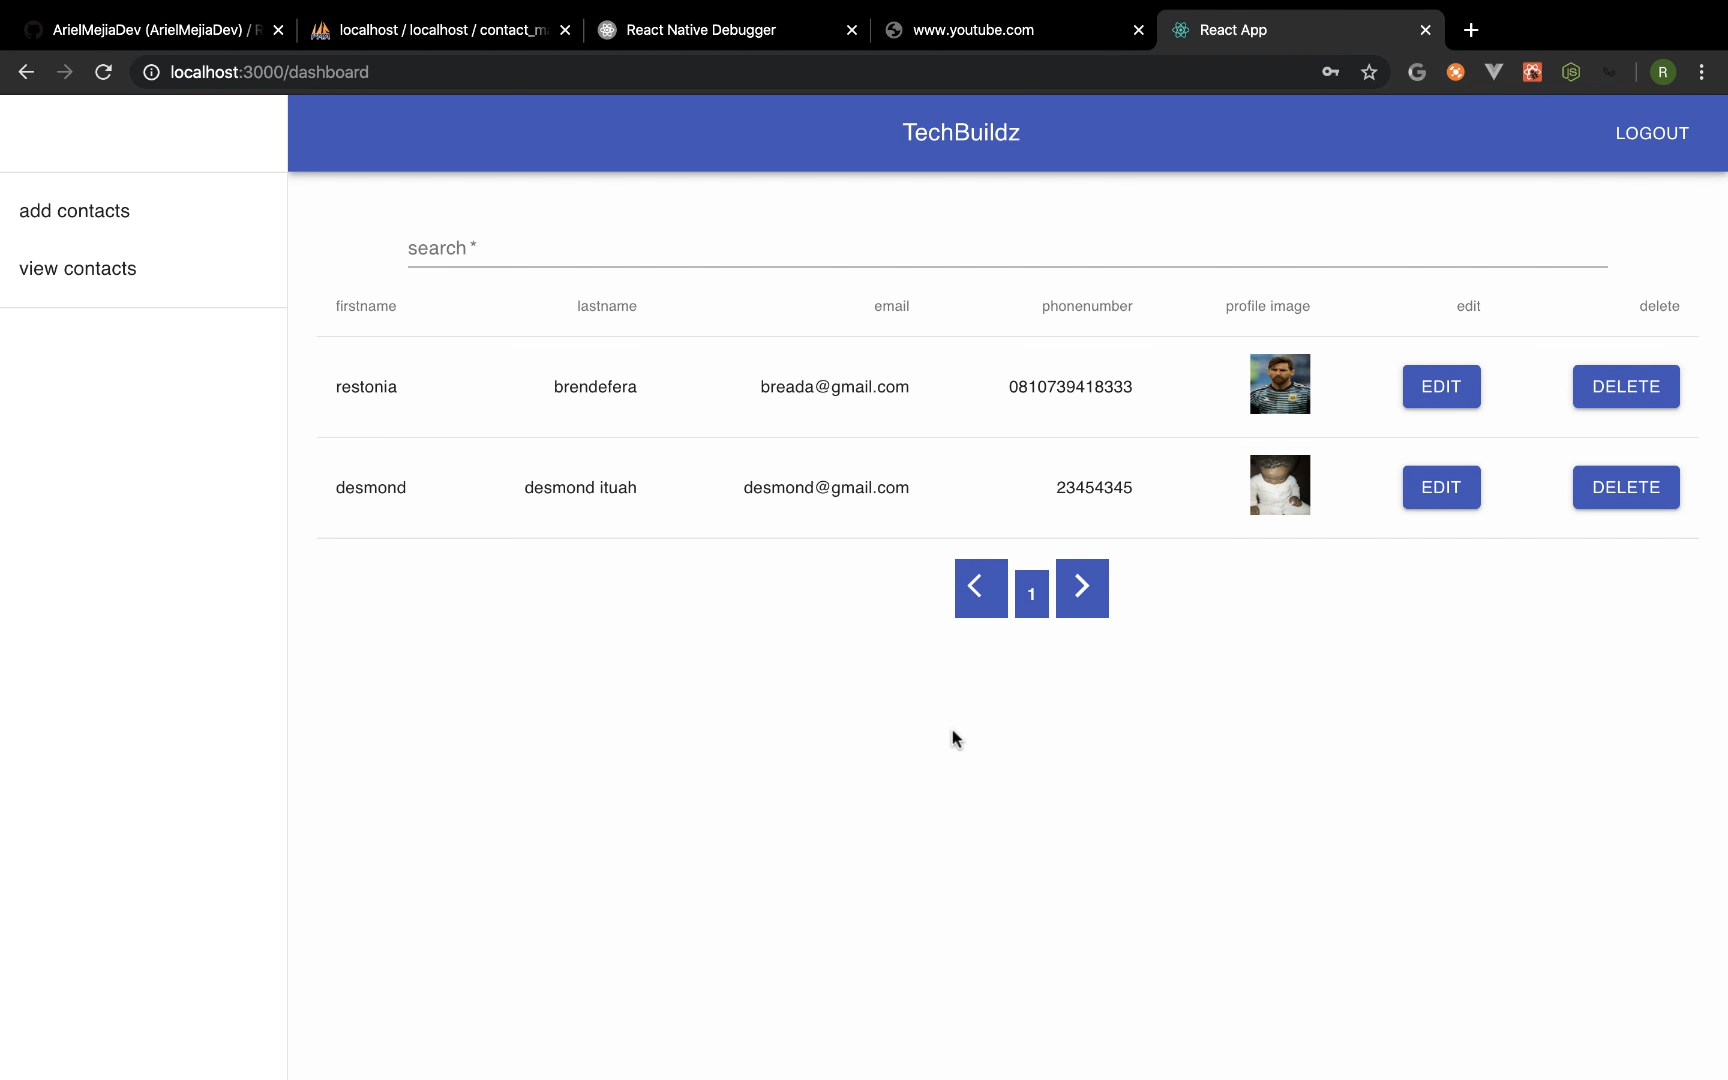 ArielMejiaDev (ArielMejiaDev) / R
localhost / localhost / contact_m
React Native Debugger
www.youtube.com
React App
localhost:3000/dashboard
R
TechBuildz
LOGOUT
add contacts
view contacts
search *
firstname lastname email phonenumber profile image edit delete
restonia brendefera breada@gmail.com 0810739418333 EDIT DELETE
desmond desmond ituah desmond@gmail.com 23454345 EDIT DELETE
1